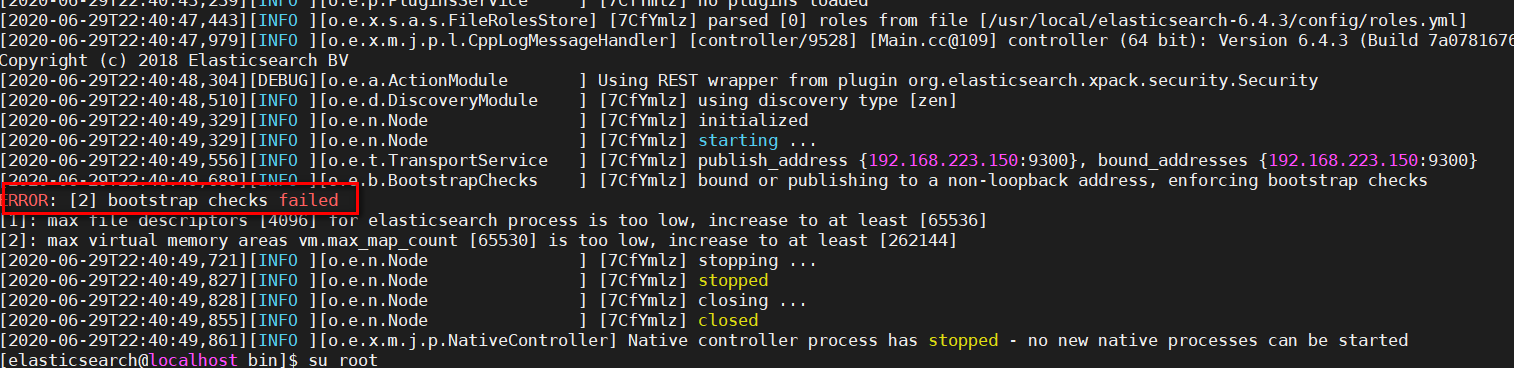 [2020-06-29T22:40:45,239][INFO ][o.e.p.PluginsService     ] [7CfYmlz] no plugins loaded
[2020-06-29T22:40:47,443][INFO ][o.e.x.s.a.s.FileRolesStore] [7CfYmlz] parsed [0] roles from file [/usr/local/elasticsearch-6.4.3/config/roles.yml]
[2020-06-29T22:40:47,979][INFO ][o.e.x.m.j.p.l.CppLogMessageHandler] [controller/9528] [Main.cc@109] controller (64 bit): Version 6.4.3 (Build 7a0781676
Copyright (c) 2018 Elasticsearch BV
[2020-06-29T22:40:48,304][DEBUG][o.e.a.ActionModule       ] Using REST wrapper from plugin org.elasticsearch.xpack.security.Security
[2020-06-29T22:40:48,510][INFO ][o.e.d.DiscoveryModule    ] [7CfYmlz] using discovery type [zen]
[2020-06-29T22:40:49,329][INFO ][o.e.n.Node               ] [7CfYmlz] initialized
[2020-06-29T22:40:49,329][INFO ][o.e.n.Node               ] [7CfYmlz] starting ...
[2020-06-29T22:40:49,556][INFO ][o.e.t.TransportService   ] [7CfYmlz] publish_address {192.168.223.150:9300}, bound_addresses {192.168.223.150:9300}
[2020-06-29T22:40:49,689][INFO ][o.e.b.BootstrapChecks    ] [7CfYmlz] bound or publishing to a non-loopback address, enforcing bootstrap checks
ERROR: [2] bootstrap checks failed
[1]: max file descriptors [4096] for elasticsearch process is too low, increase to at least [65536]
[2]: max virtual memory areas vm.max_map_count [65530] is too low, increase to at least [262144]
[2020-06-29T22:40:49,721][INFO ][o.e.n.Node               ] [7CfYmlz] stopping ...
[2020-06-29T22:40:49,827][INFO ][o.e.n.Node               ] [7CfYmlz] stopped
[2020-06-29T22:40:49,828][INFO ][o.e.n.Node               ] [7CfYmlz] closing ...
[2020-06-29T22:40:49,855][INFO ][o.e.n.Node               ] [7CfYmlz] closed
[2020-06-29T22:40:49,861][INFO ][o.e.x.m.j.p.NativeController] Native controller process has stopped - no new native processes can be started
[elasticsearch@localhost bin]$ su root